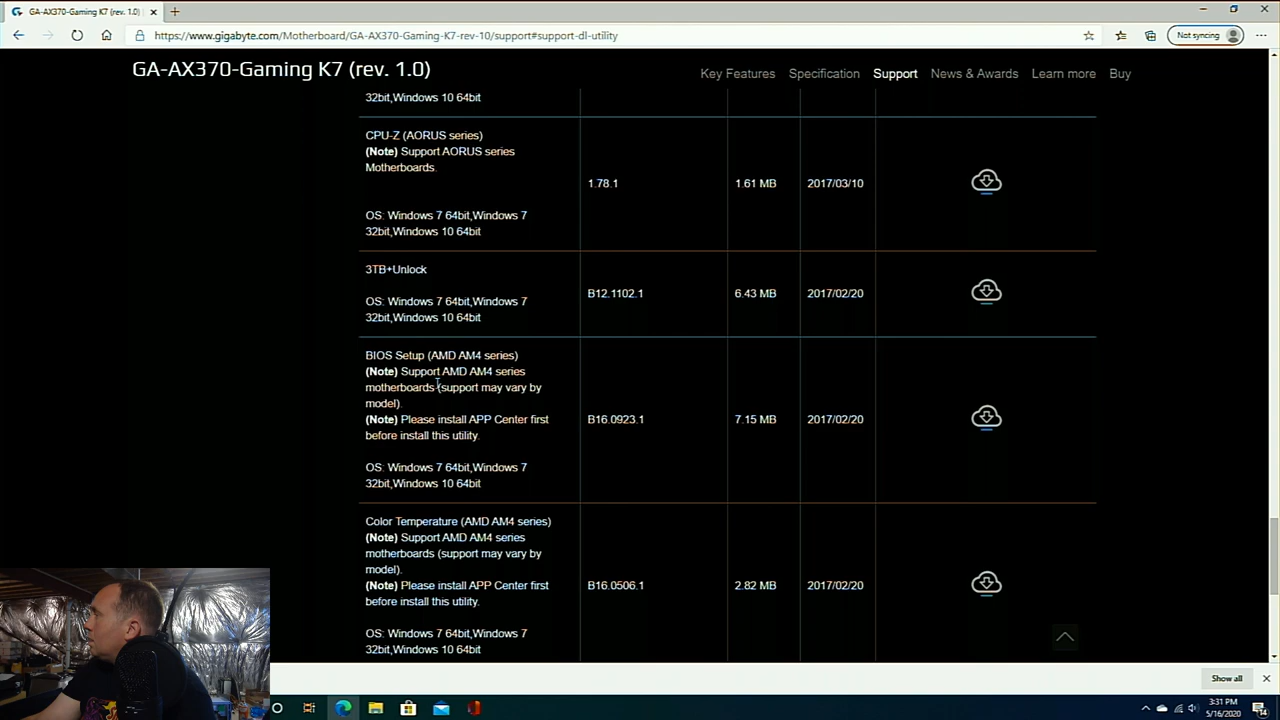 GA-AX370-Gaming K7 (rev. 1.0)
https://www.gigabyte.com/Motherboard/GA-AX370-Gaming-K7-rev-10/support#support-dl-utility
Not syncing
GA-AX370-Gaming K7 (rev. 1.0)
Key Features
Specification
Support
News & Awards
Learn more
Buy
32bit,Windows 10 64bit
CPU-Z (AORUS series)
(Note) Support AORUS series
Motherboards.
OS: Windows 7 64bit,Windows 7
32bit,Windows 10 64bit
1.78.1
1.61 MB
2017/03/10
3TB+Unlock
OS: Windows 7 64bit,Windows 7
32bit,Windows 10 64bit
B12.1102.1
6.43 MB
2017/02/20
BIOS Setup (AMD AM4 series)
(Note) Support AMD AM4 series
motherboards (support may vary by
model).
(Note) Please install APP Center first
before install this utility.
OS: Windows 7 64bit,Windows 7
32bit,Windows 10 64bit
B16.0923.1
7.15 MB
2017/02/20
Color Temperature (AMD AM4 series)
(Note) Support AMD AM4 series
motherboards (support may vary by
model).
(Note) Please install APP Center first
before install this utility.
OS: Windows 7 64bit,Windows 7
32bit,Windows 10 64bit
B16.0506.1
2.82 MB
2017/02/20
Show all
3:31 PM
5/16/2020
14